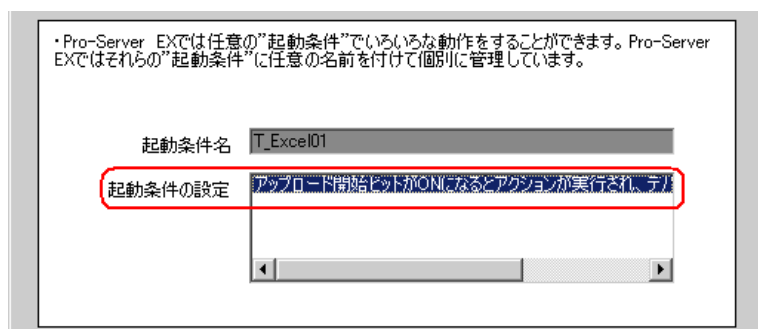 ・Pro-Server EXでは任意の"起動条件"でいろいろな動作をすることができます。Pro-Server
EXではそれらの"起動条件"に任意の名前を付けて個別に管理しています。
起動条件名 T_Excel01
起動条件の設定 アップロード開始ビットがONになるとアクションが実行され、デバ